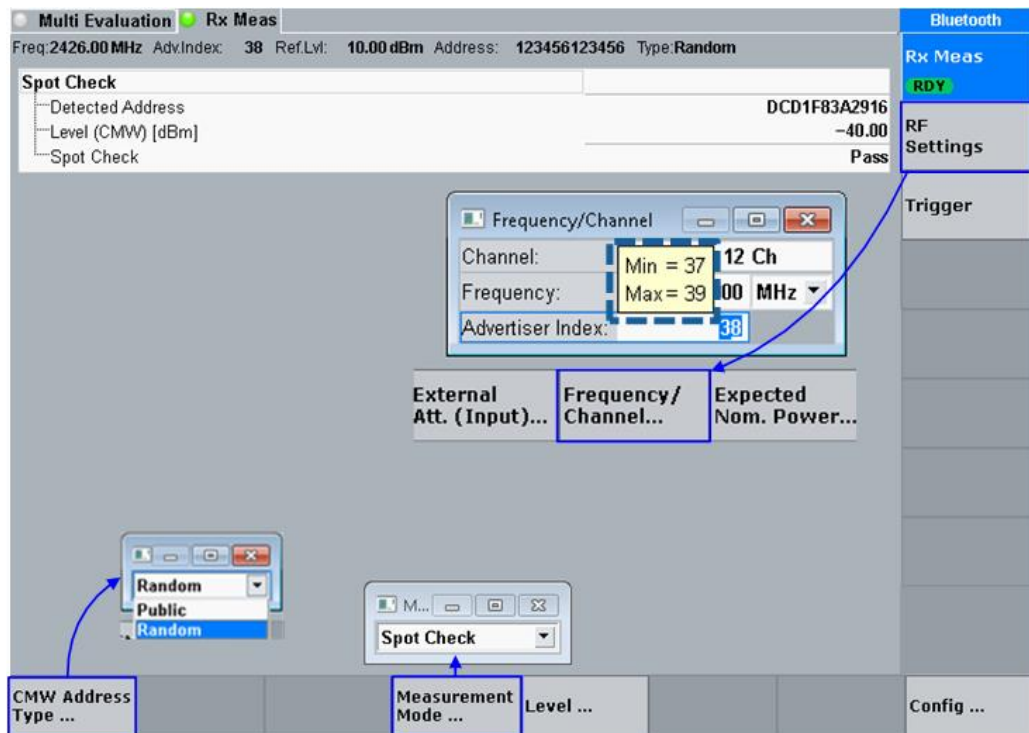 Multi Evaluation Rx Meas
Bluetooth
Freq:2426.00 MHz Adv.Index: 38 Ref.Lvl: 10.00 dBm Address: 123456123456 Type:Random
Rx Meas
RDY
Spot Check
Detected Address DCD1F83A2916
Level (CMW) [dBm] -40.00
Spot Check Pass
RF
Settings
Trigger
Frequency/Channel
Channel: 12 Ch
Min = 37
Max = 39
Frequency: 00 MHz
Advertiser Index: 38
External
Att. (Input)...
Frequency/
Channel...
Expected
Nom. Power...
Random
Public
Random
M...
Spot Check
CMW Address
Type ...
Measurement
Mode ...
Level ...
Config ...